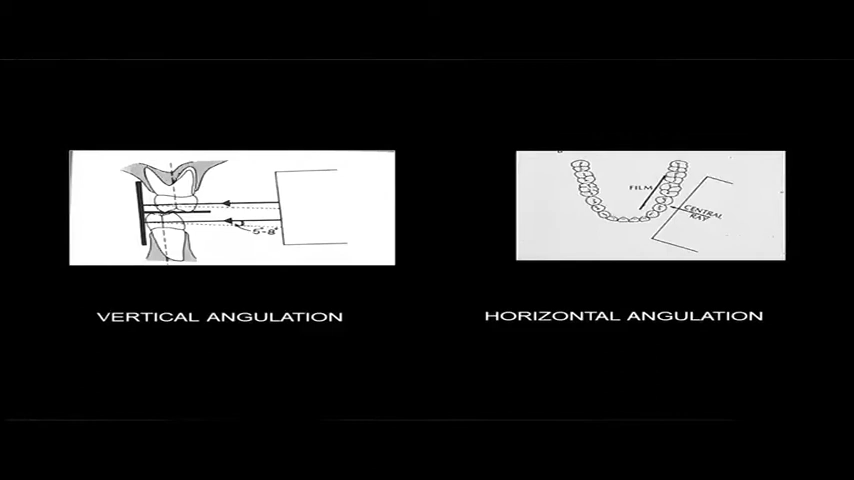 5°-8°
FILM
CENTRAL
RAY
VERTICAL ANGULATION
HORIZONTAL ANGULATION